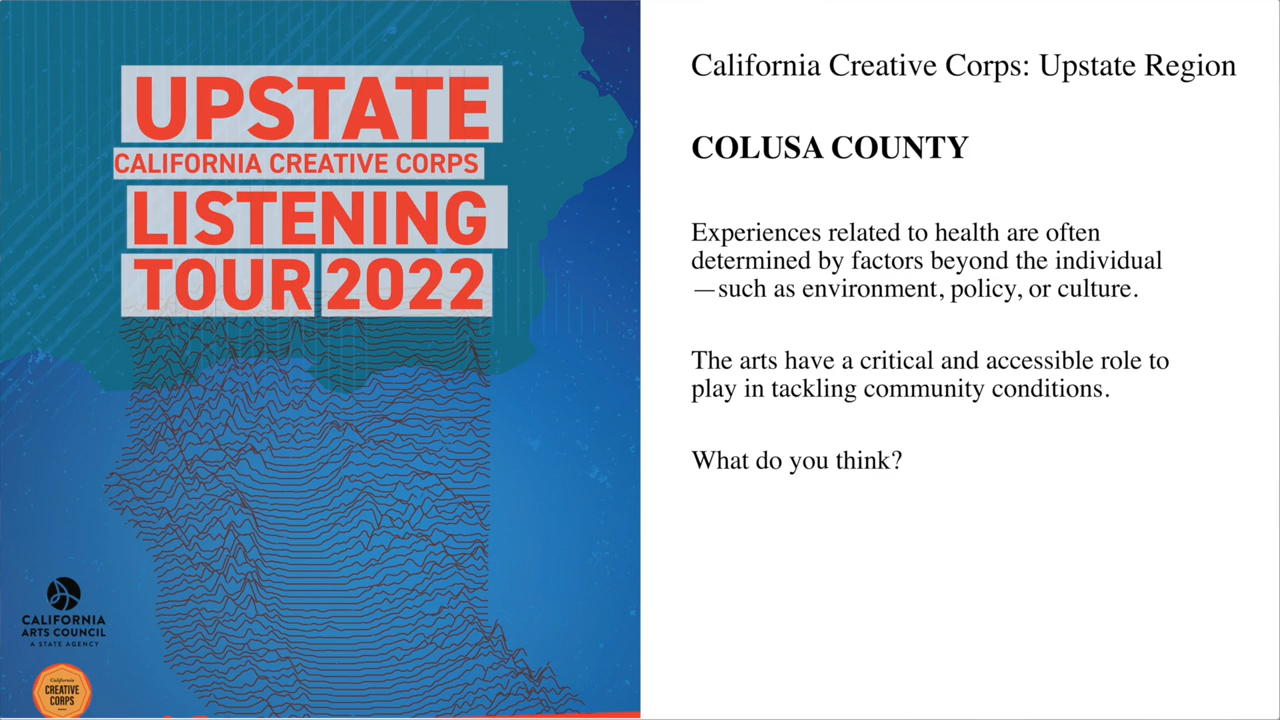 UPSTATE
CALIFORNIA CREATIVE CORPS
LISTENING
TOUR 2022
CALIFORNIA
ARTS COUNCIL
A STATE AGENCY
California
CREATIVE
CORPS
California Creative Corps: Upstate Region
COLUSA COUNTY
Experiences related to health are often
determined by factors beyond the individual
—such as environment, policy, or culture.
The arts have a critical and accessible role to
play in tackling community conditions.
What do you think?